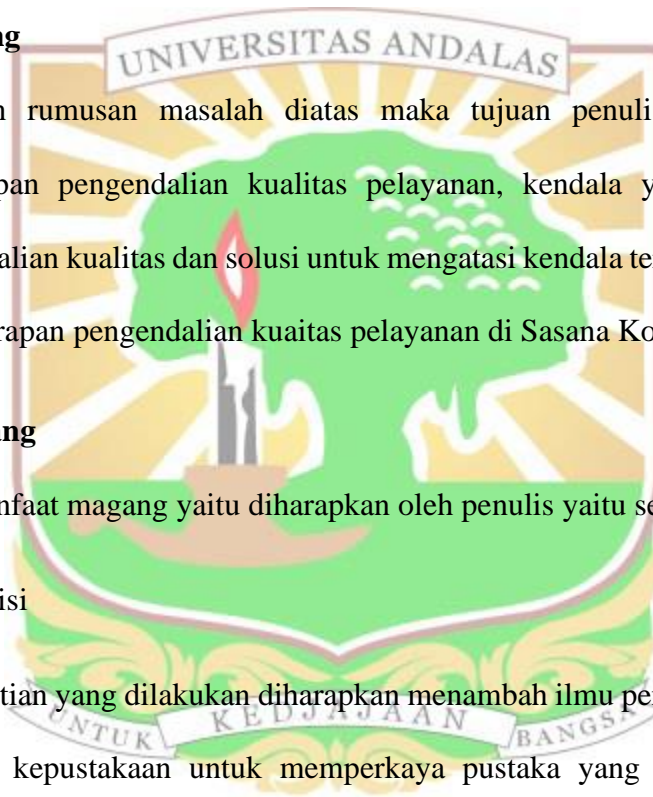 ng
UNIVERSITAS ANDALAS
n rumusan masalah diatas maka tujuan penuli
pan pengendalian kualitas pelayanan, kendala y
alian kualitas dan solusi untuk mengatasi kendala te
rapan pengendalian kuaitas pelayanan di Sasana Ko
ang
nfaat magang yaitu diharapkan oleh penulis yaitu se
isi
tian yang dilakukan diharapkan menambah ilmu pe
UNTUK KEDJAJAAN BANGSA
kepustakaan untuk memperkaya pustaka yang